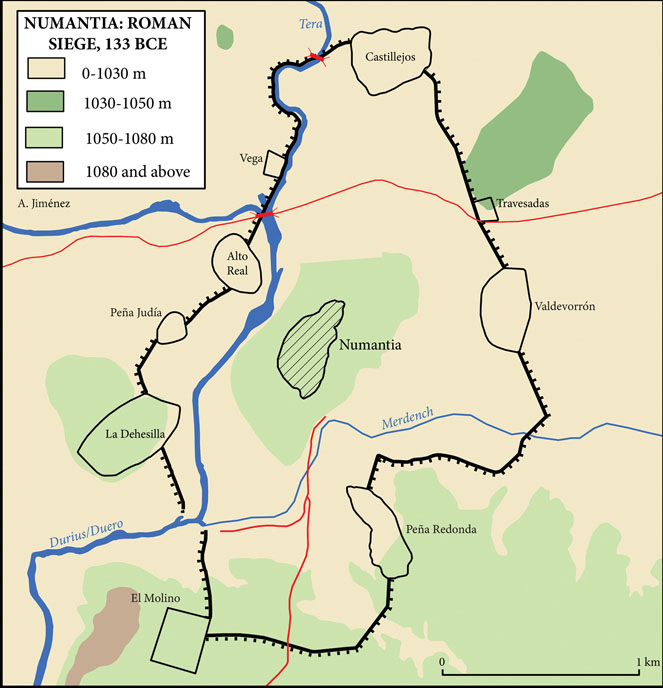 NUMANTIA: ROMAN
SIEGE, 133 BCE
0-1030 m
1030-1050 m
1050-1080 m
1080 and above
Tera
Castillejos
Vega
A. Jiménez
Travesadas
Alto
Real
Peña Judía
Valdevorrón
Numantia
Merdench
La Dehesilla
Durius/Duero
Peña Redonda
El Molino
0
1 km